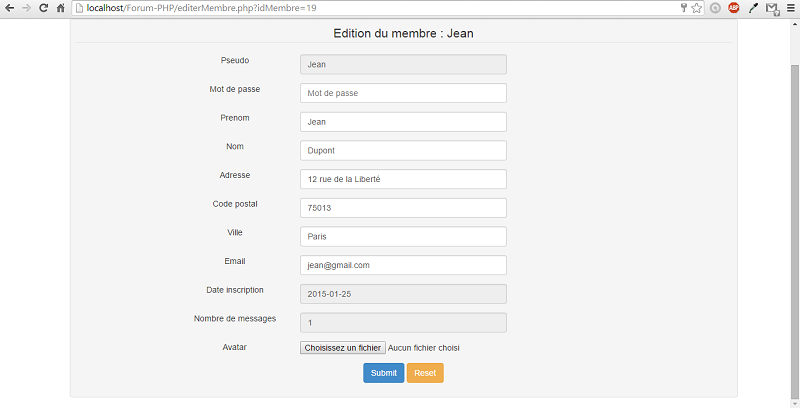 localhost/Forum-PHP/editerMembre.php?idMembre=19
Edition du membre : Jean
Pseudo Jean
Mot de passe Mot de passe
Prenom Jean
Nom Dupont
Adresse 12 rue de la Liberté
Code postal 75013
Ville Paris
Email jean@gmail.com
Date inscription 2015-01-25
Nombre de messages 1
Avatar Choisissez un fichier Aucun fichier choisi
Submit Reset